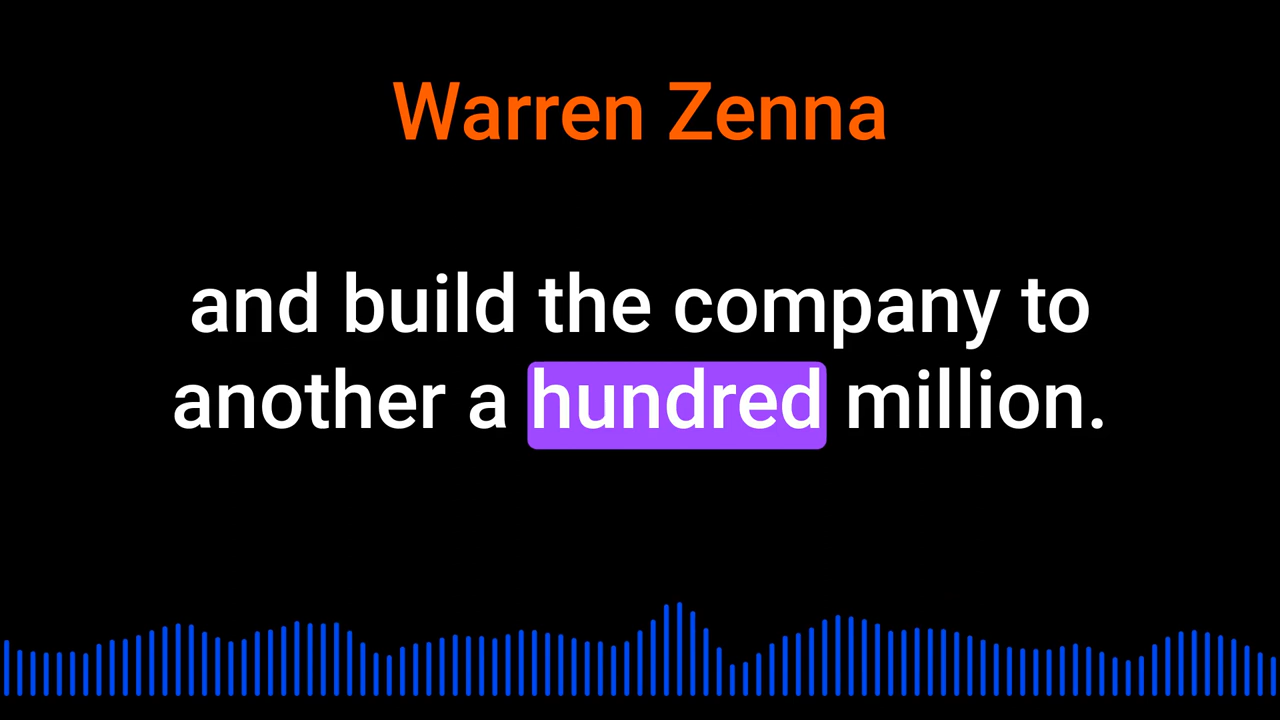 Warren Zenna
and build the company to
another a hundred million.